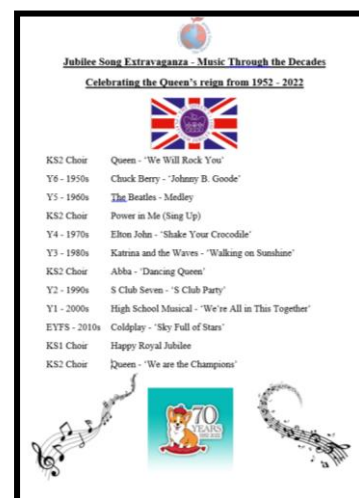 Jubilee Song Extravaganza - Music Through the Decades
Celebrating the Queen's reign from 1952 - 2022
KS2 Choir Queen - 'We Will Rock You'
Y6 - 1950s Chuck Berry - 'Johnny B. Goode'
Y5 - 1960s The Beatles - Medley
KS2 Choir Power in Me (Sing Up)
Y4 - 1970s Elton John - 'Shake Your Crocodile'
Y3 - 1980s Katrina and the Waves - 'Walking on Sunshine'
KS2 Choir Abba - 'Dancing Queen'
Y2 - 1990s S Club Seven - 'S Club Party'
Y1 - 2000s High School Musical - 'We're All in This Together'
EYFS - 2010s Coldplay - 'Sky Full of Stars'
KS1 Choir Happy Royal Jubilee
KS2 Choir Queen - 'We are the Champions'
70
YEARS